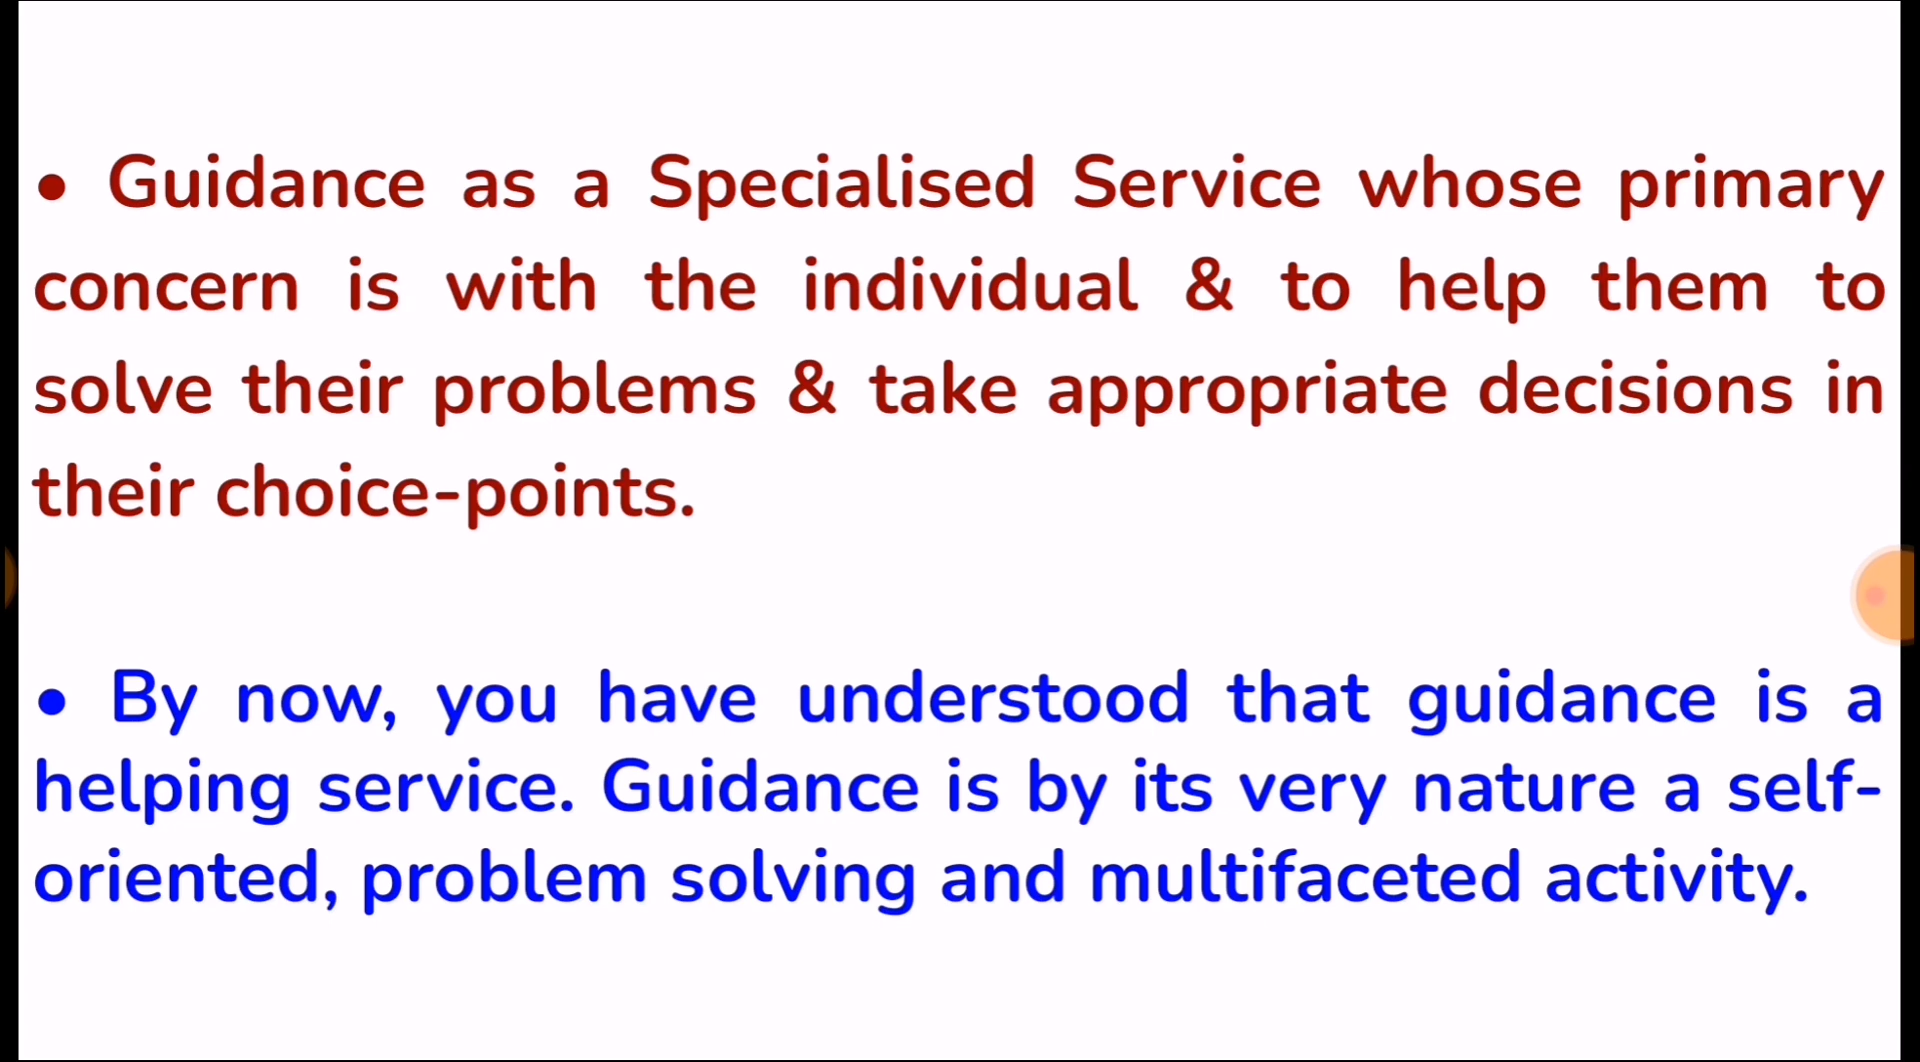 • Guidance as a Specialised Service whose primary
concern is with the individual & to help them to
solve their problems & take appropriate decisions in
their choice-points.
• By now, you have understood that guidance is a
helping service. Guidance is by its very nature a self-
oriented, problem solving and multifaceted activity.